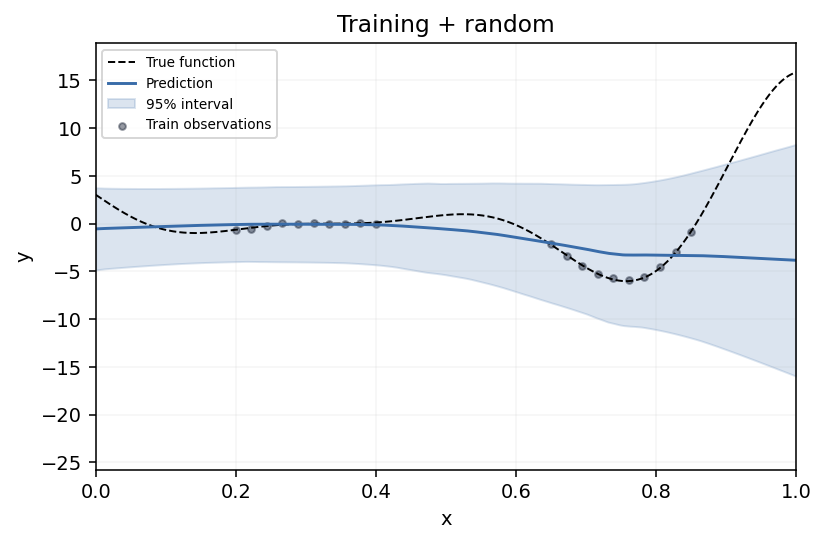 Training + random
True function
Prediction
95% interval
Train observations
15
10
5
0
−5
−10
−15
−20
−25
y
0.0 0.2 0.4 0.6 0.8 1.0
x